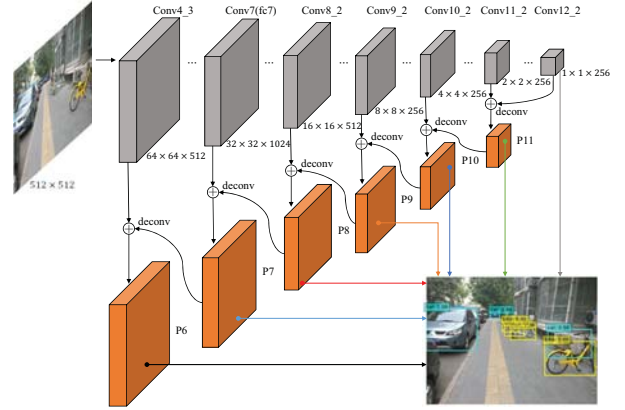 Conv4_3
Conv7(fc7)
Conv8_2
Conv9_2
Conv10_2
Conv11_2
Conv12_2
... ... ... ... ... ...
1 × 1 × 256
2 × 2 × 256
4 × 4 × 256
8 × 8 × 256
16 × 16 × 512
32 × 32 × 1024
64 × 64 × 512
512 × 512
deconv
deconv
deconv
deconv
deconv
P11
P10
P9
P8
P7
P6